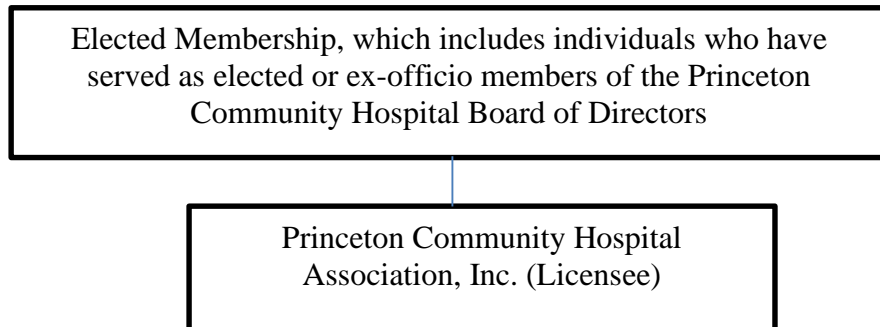 Elected Membership, which includes individuals who have
served as elected or ex-officio members of the Princeton
Community Hospital Board of Directors
Princeton Community Hospital
Association, Inc. (Licensee)